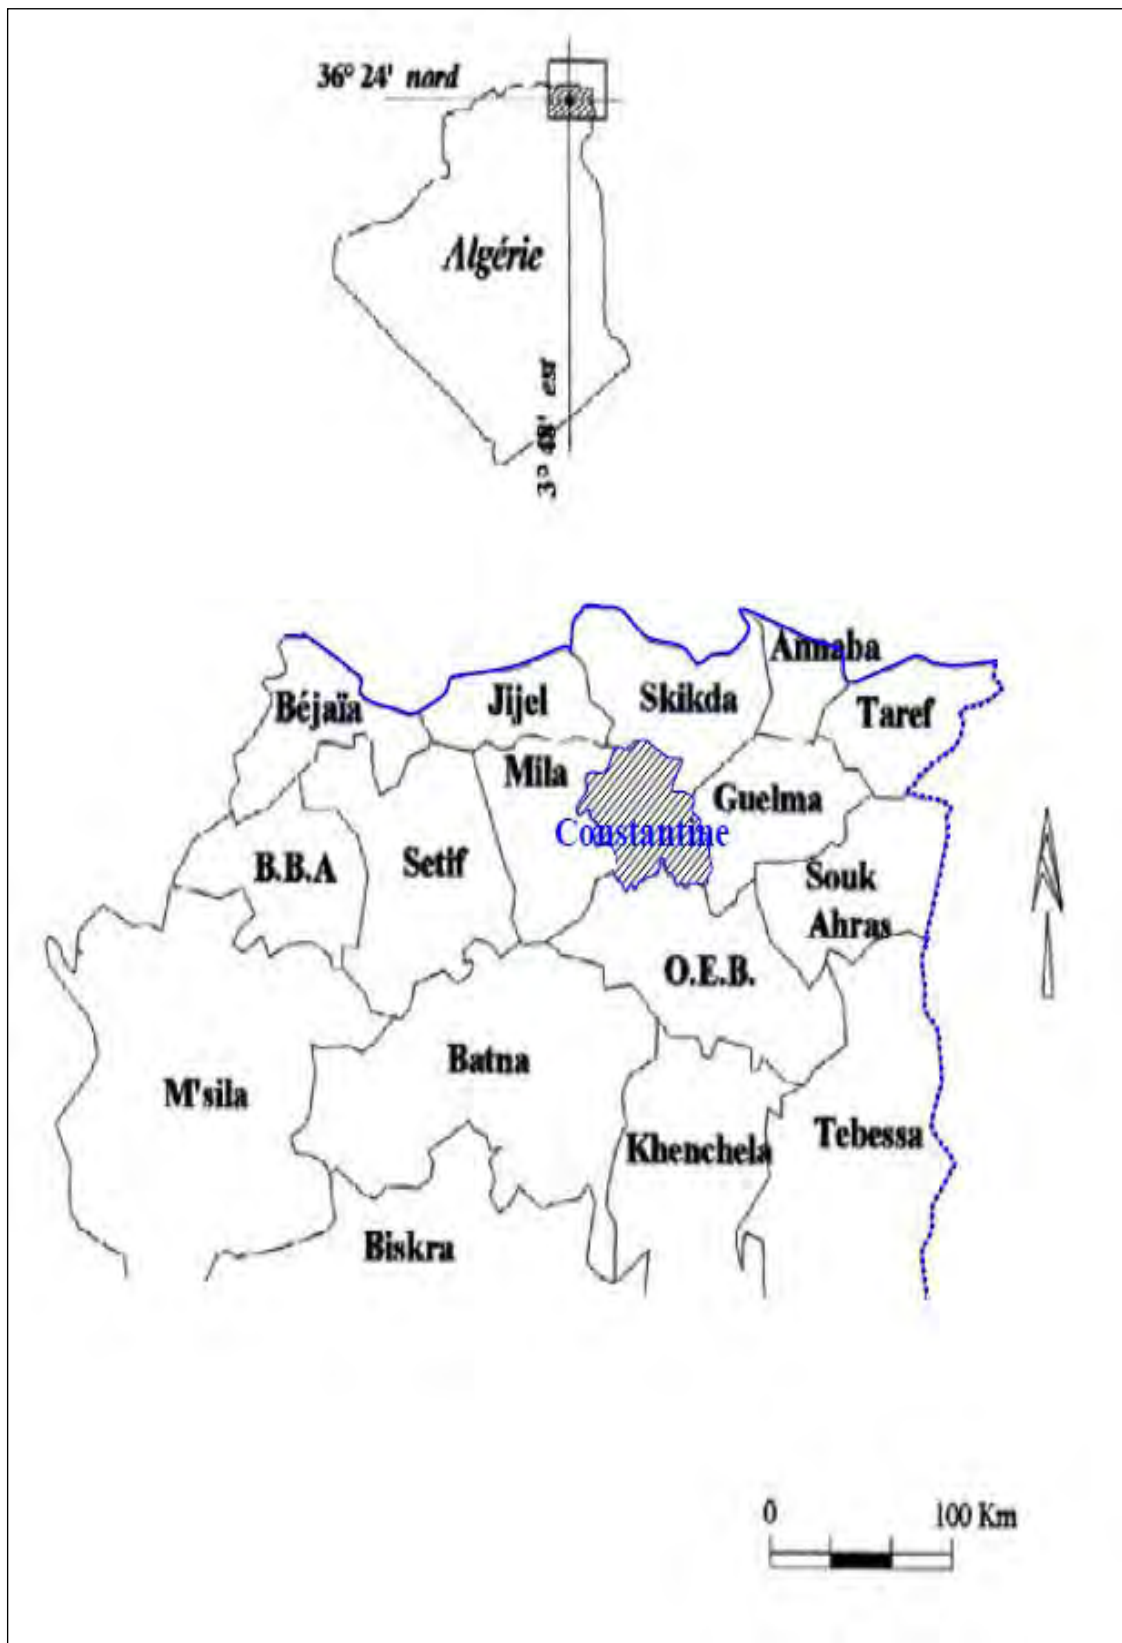 36° 24' nord
Algérie
3° 48' est
Annaba
Béjaïa
Jijel
Skikda
Taref
Mila
Guelma
Constantine
B.B.A
Setif
Souk
Ahras
O.E.B.
Batna
M'sila
Khenchela
Tebessa
Biskra
0 100 Km